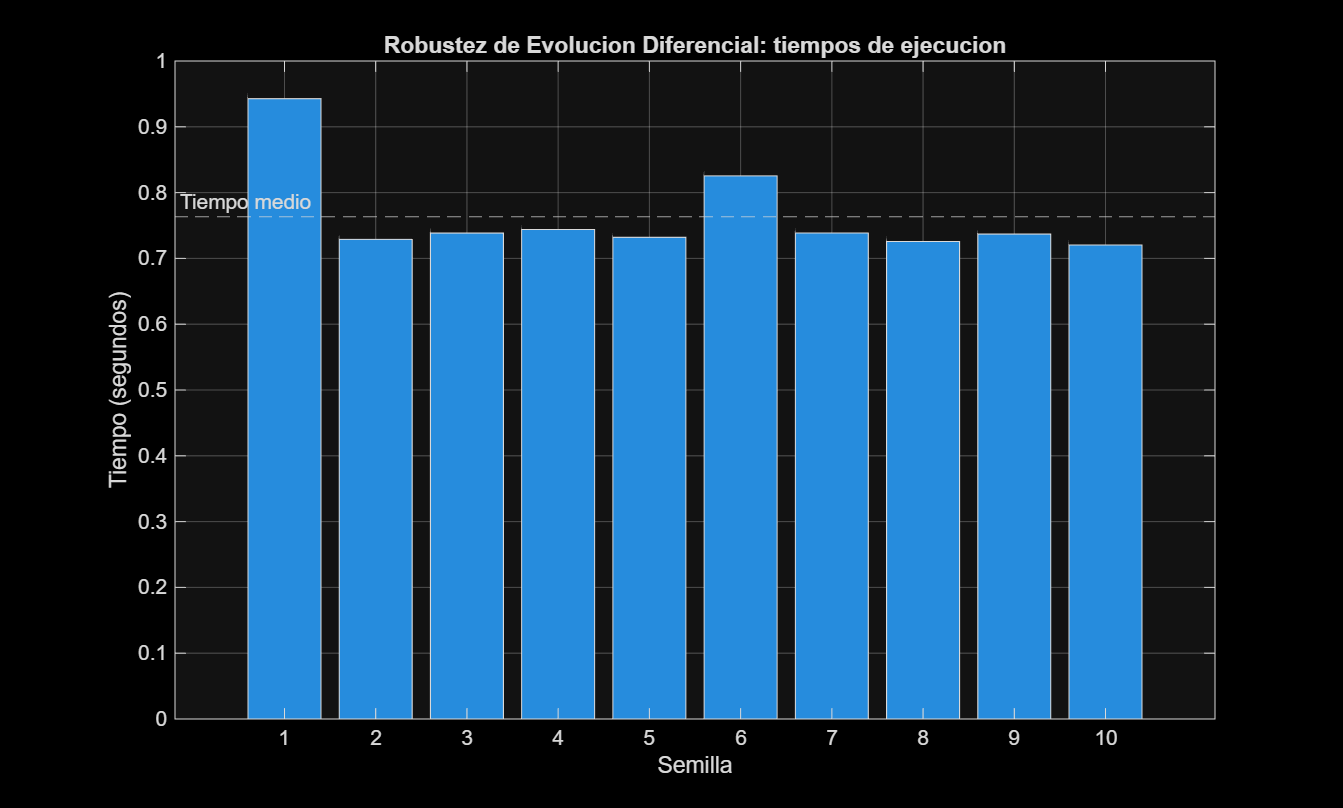 Robustez de Evolucion Diferencial: tiempos de ejecucion
1
0.9
0.8
Tiempo medio
0.7
0.6
0.5
0.4
0.3
0.2
0.1
0
Tiempo (segundos)
1 2 3 4 5 6 7 8 9 10
Semilla